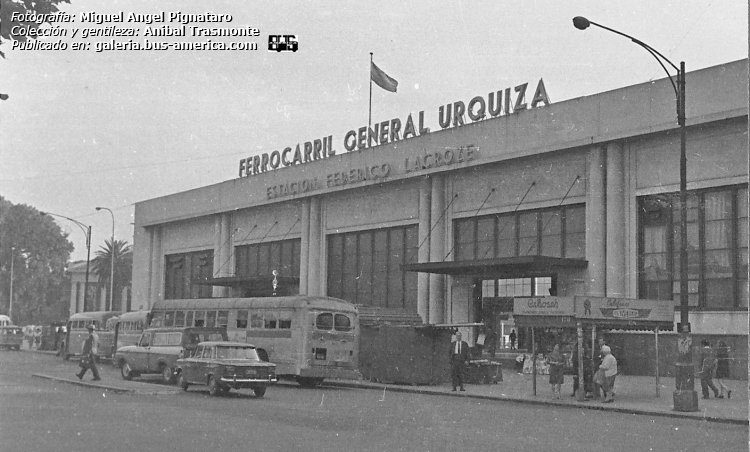 Fotografía: Miguel Angel Pignataro
Colección y gentileza: Anibal Trasmonte
Publicado en: galeria.bus-america.com
BUS
FERROCARRIL GENERAL URQUIZA
ESTACION FEDERICO LACROZE